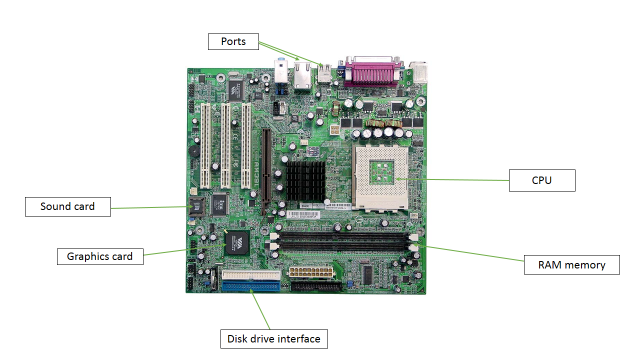 Ports
CPU
Sound card
Graphics card
RAM memory
Disk drive interface